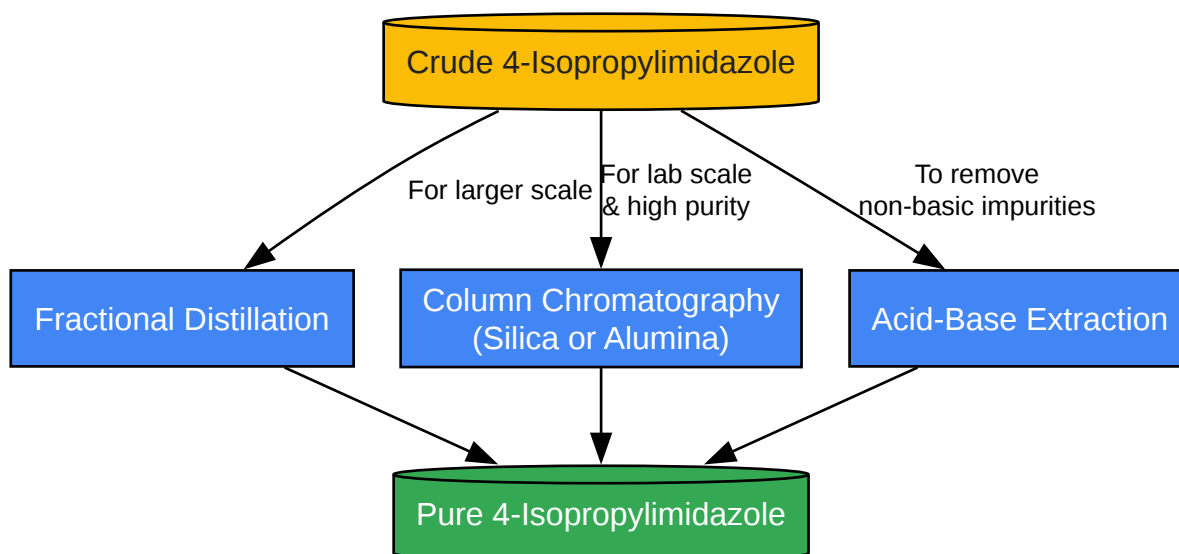 Crude 4-Isopropylimidazole
For larger scale
For lab scale
& high purity
To remove
non-basic impurities
Fractional Distillation
Column Chromatography
(Silica or Alumina)
Acid-Base Extraction
Pure 4-Isopropylimidazole